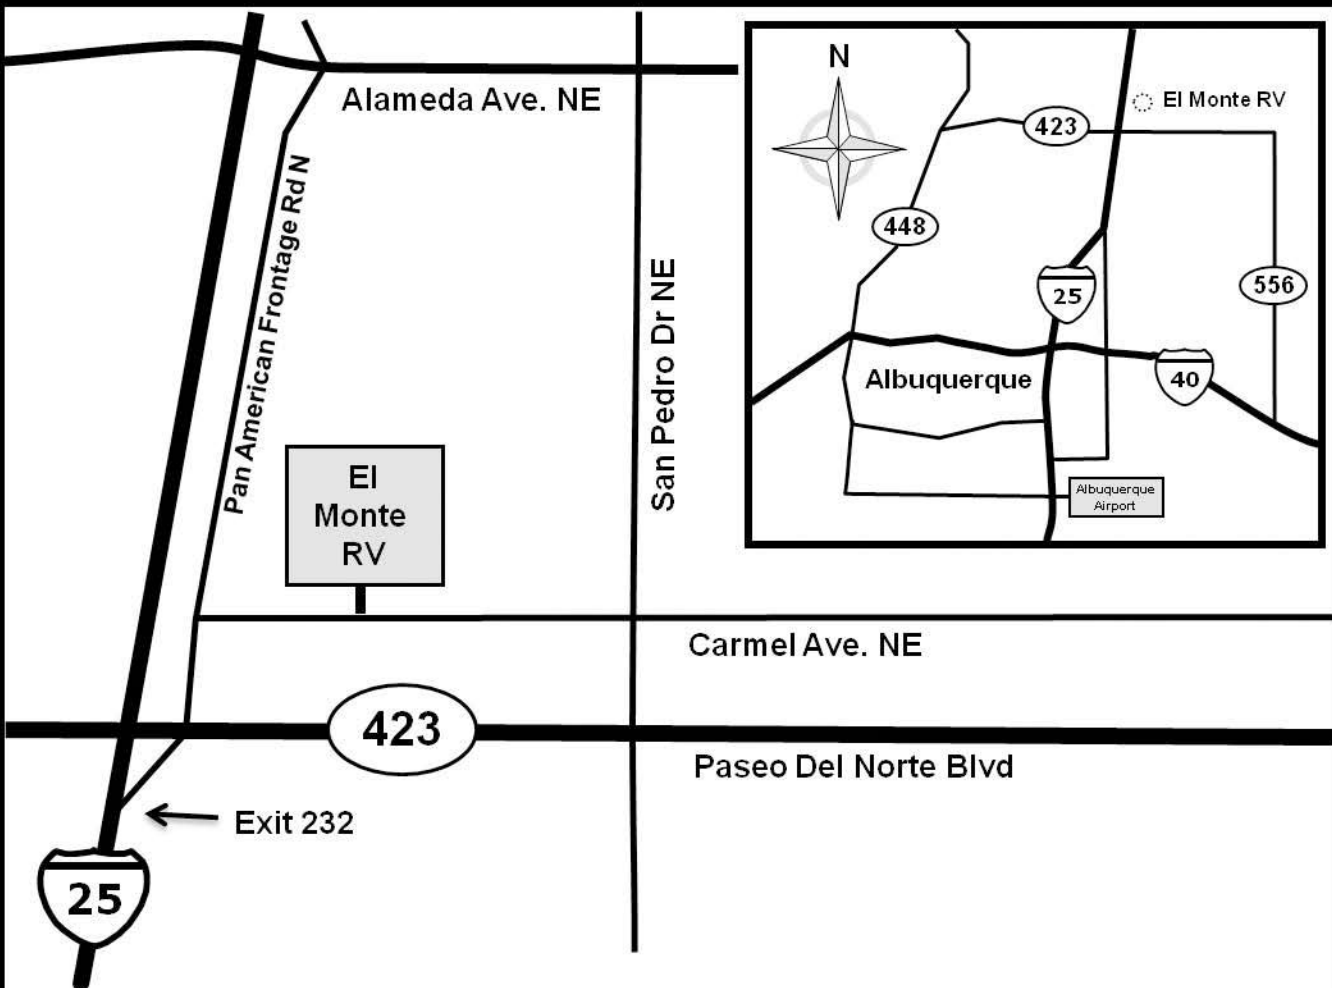 Alameda Ave. NE
Pan American Frontage Rd N
San Pedro Dr NE
El
Monte
RV
Carmel Ave. NE
423
Paseo Del Norte Blvd
Exit 232
25
N
El Monte RV
423
448
25
556
40
Albuquerque
Albuquerque
Airport